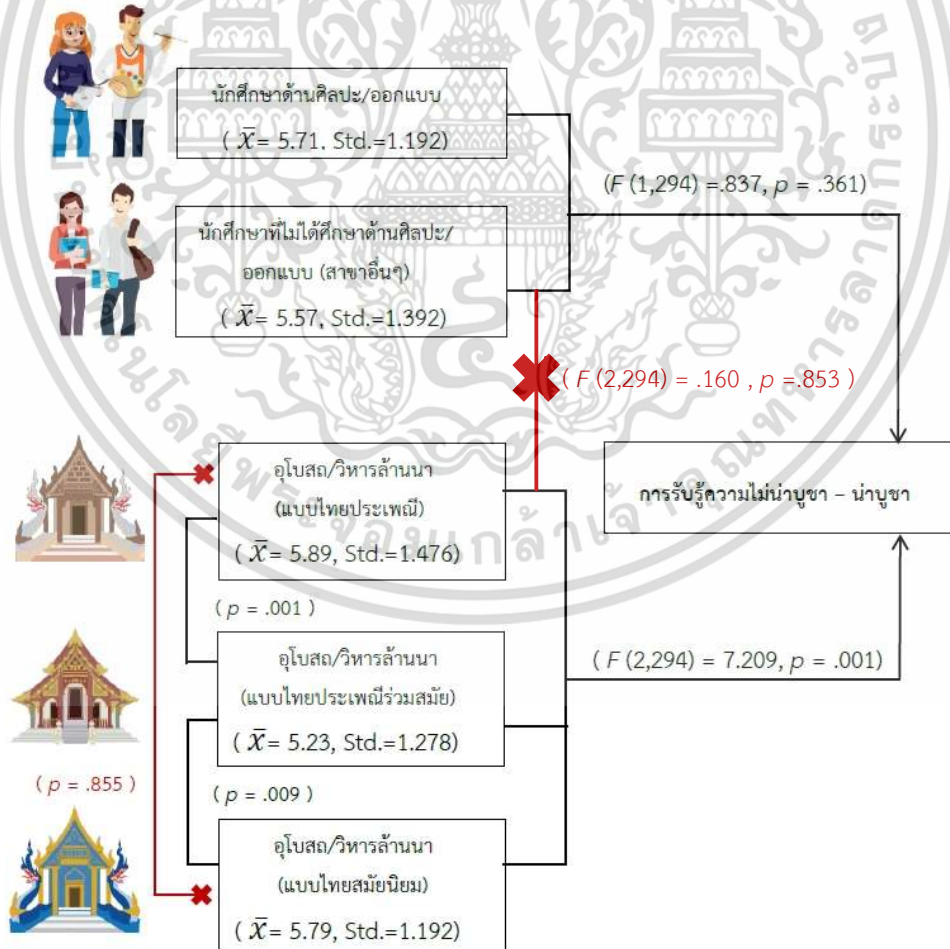 นักศึกษาด้านศิลปะ/ออกแบบ
( x̄ = 5.71, Std.=1.192)
(F (1,294) =.837, p = .361)
นักศึกษาที่ไม่ได้ศึกษาด้านศิลปะ/
ออกแบบ (สาขาอื่นๆ)
( x̄ = 5.57, Std.=1.392)
( F (2,294) = .160 , p =.853 )
อุโบสถ/วิหารล้านนา
(แบบไทยประเพณี)
( x̄ = 5.89, Std.=1.476)
การรับรู้ความไม่น่าบูชา – น่าบูชา
( p = .001 )
อุโบสถ/วิหารล้านนา
(แบบไทยประเพณีร่วมสมัย)
( x̄ = 5.23, Std.=1.278)
( F (2,294) = 7.209, p = .001)
( p = .855 )
( p = .009 )
อุโบสถ/วิหารล้านนา
(แบบไทยสมัยนิยม)
( x̄ = 5.79, Std.=1.192)